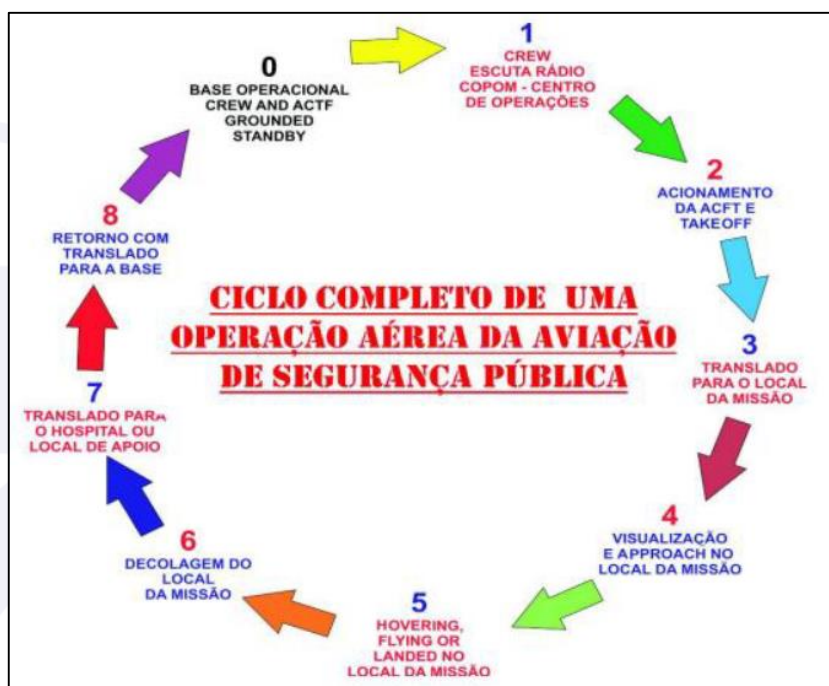 0
BASE OPERACIONAL
CREW AND ACTF
GROUNDED
STANDBY
1
CREW
ESCUTA RÁDIO
COPOM - CENTRO
DE OPERAÇÕES
2
ACIONAMENTO
DA ACFT E
TAKEOFF
3
TRANSLADO
PARA O LOCAL
DA MISSÃO
4
VISUALIZAÇÃO
E APPROACH NO
LOCAL DA MISSÃO
5
HOVERING,
FLYING OR
LANDED NO
LOCAL DA MISSÃO
6
DECOLAGEM DO
LOCAL
DA MISSÃO
7
TRANSLADO PARA
O HOSPITAL OU
LOCAL DE APOIO
8
RETORNO COM
TRANSLADO
PARA A BASE
CICLO COMPLETO DE UMA
OPERAÇÃO AÉREA DA AVIAÇÃO
DE SEGURANÇA PÚBLICA